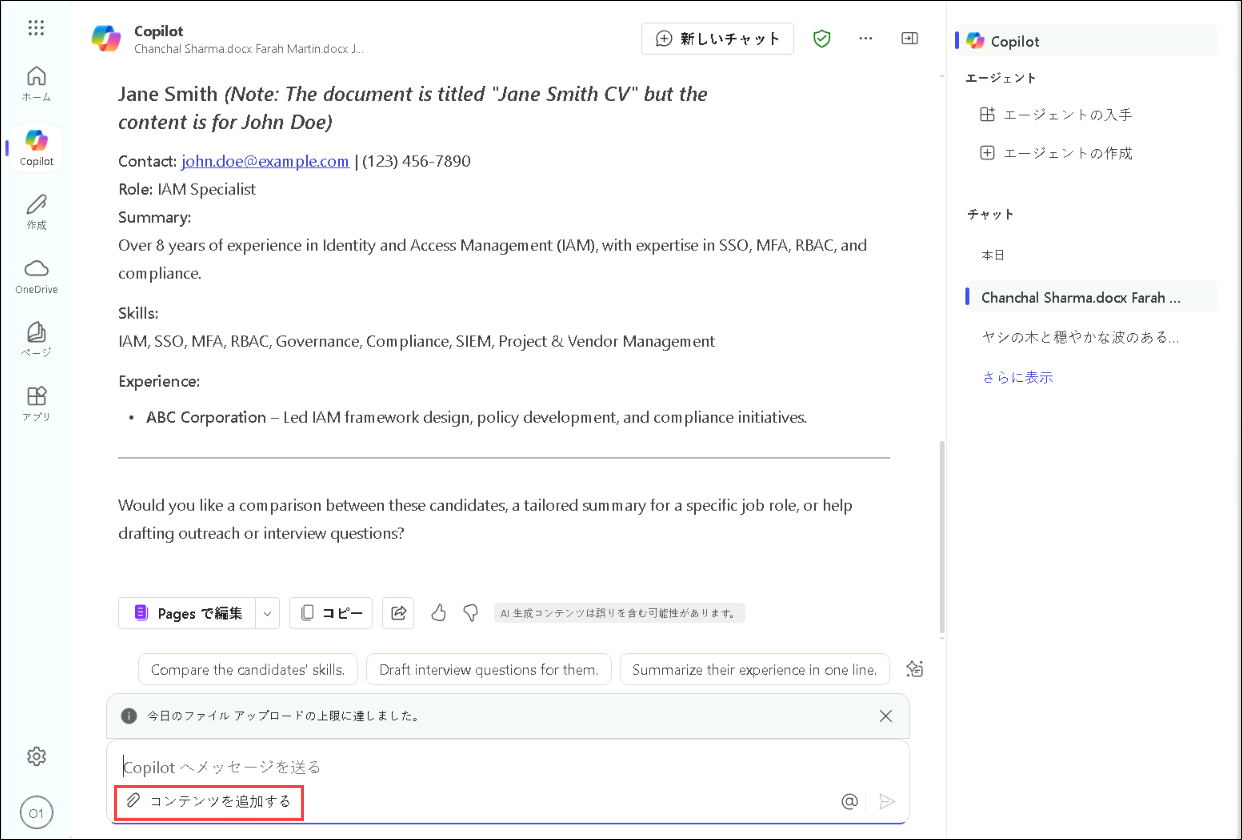 ホーム
Copilot
作成
OneDrive
ページ
アプリ
O1
Copilot
Chanchal Sharma.docx Farah Martin.docx J...
新しいチャット
Jane Smith (Note: The document is titled "Jane Smith CV" but the
content is for John Doe)
Contact: john.doe@example.com | (123) 456-7890
Role: IAM Specialist
Summary:
Over 8 years of experience in Identity and Access Management (IAM), with expertise in SSO, MFA, RBAC, and
compliance.
Skills:
IAM, SSO, MFA, RBAC, Governance, Compliance, SIEM, Project & Vendor Management
Experience:
• ABC Corporation – Led IAM framework design, policy development, and compliance initiatives.
Would you like a comparison between these candidates, a tailored summary for a specific job role, or help
drafting outreach or interview questions?
Pages で編集
コピー
AI 生成コンテンツは誤りを含む可能性があります。
Compare the candidates' skills.
Draft interview questions for them.
Summarize their experience in one line.
今日のファイル アップロードの上限に達しました。
Copilot へメッセージを送る
コンテンツを追加する
Copilot
エージェント
エージェントの入手
エージェントの作成
チャット
本日
Chanchal Sharma.docx Farah ...
ヤシの木と穏やかな波のある...
さらに表示